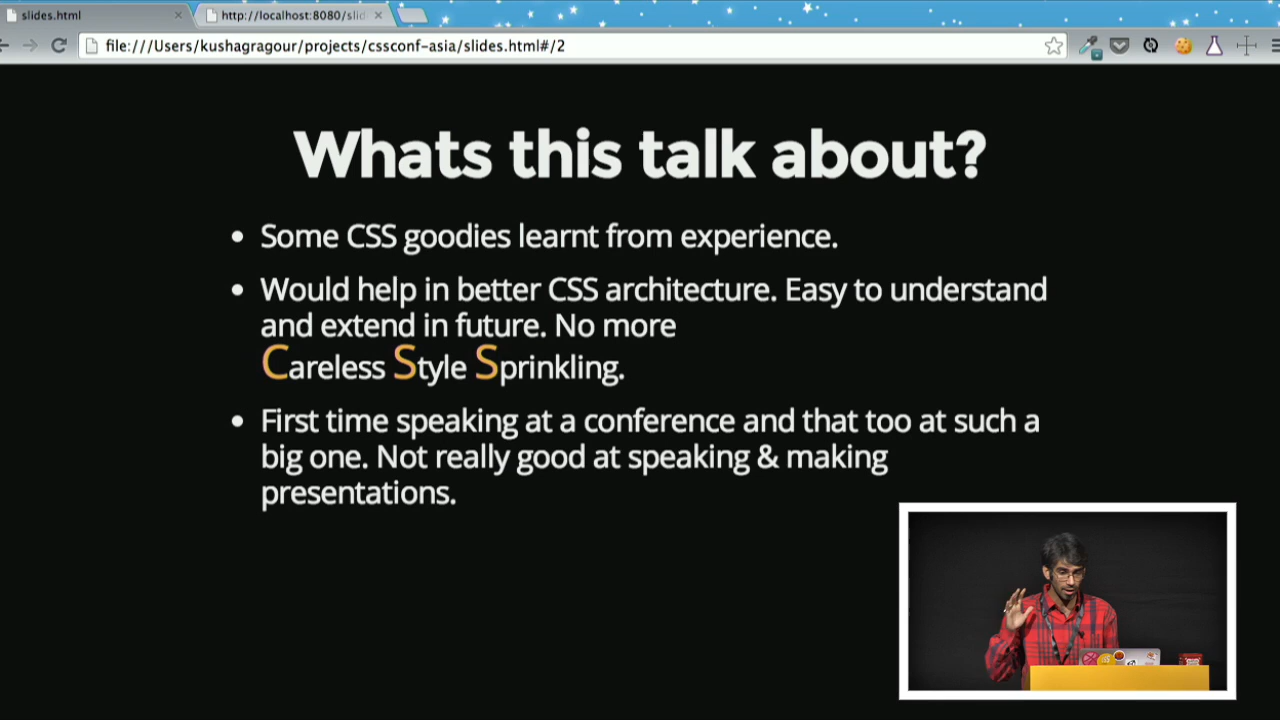 slides.html
http://localhost:8080/slid
file:///Users/kushagragour/projects/cssconf-asia/slides.html#/2
Whats this talk about?
Some CSS goodies learnt from experience.
Would help in better CSS architecture. Easy to understand
and extend in future. No more
Careless Style Sprinkling.
First time speaking at a conference and that too at such a
big one. Not really good at speaking & making
presentations.